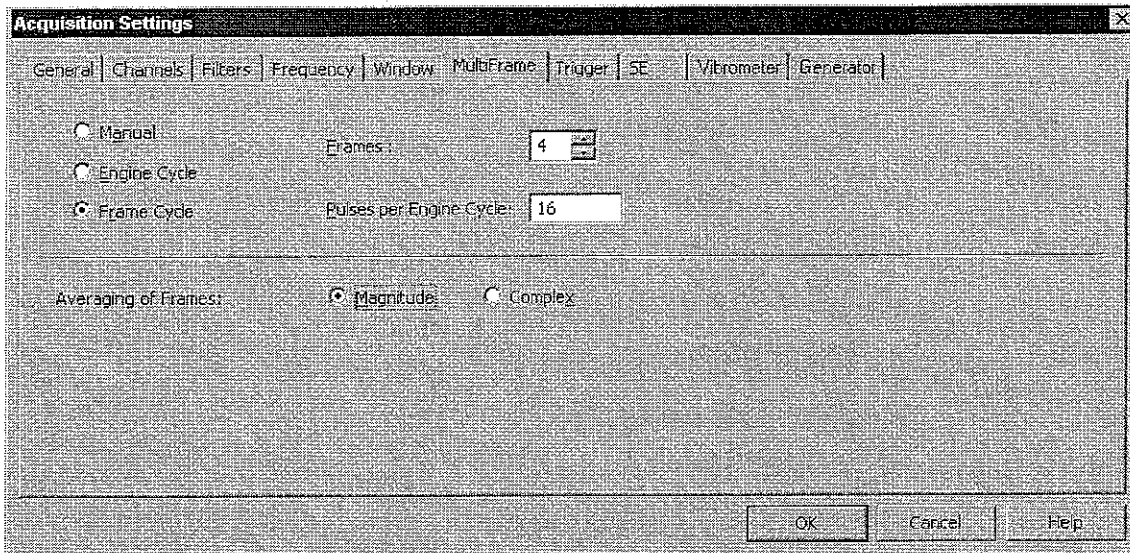 Acquisition Settings
General Channels Filters Frequency Window MultiFrame Trigger SE Vibrometer Generator
Manual
Frames : 4
Engine Cycle
Frame Cycle
Pulses per Engine Cycle: 16
Averaging of Frames: Magnitude Complex
OK Cancel Help